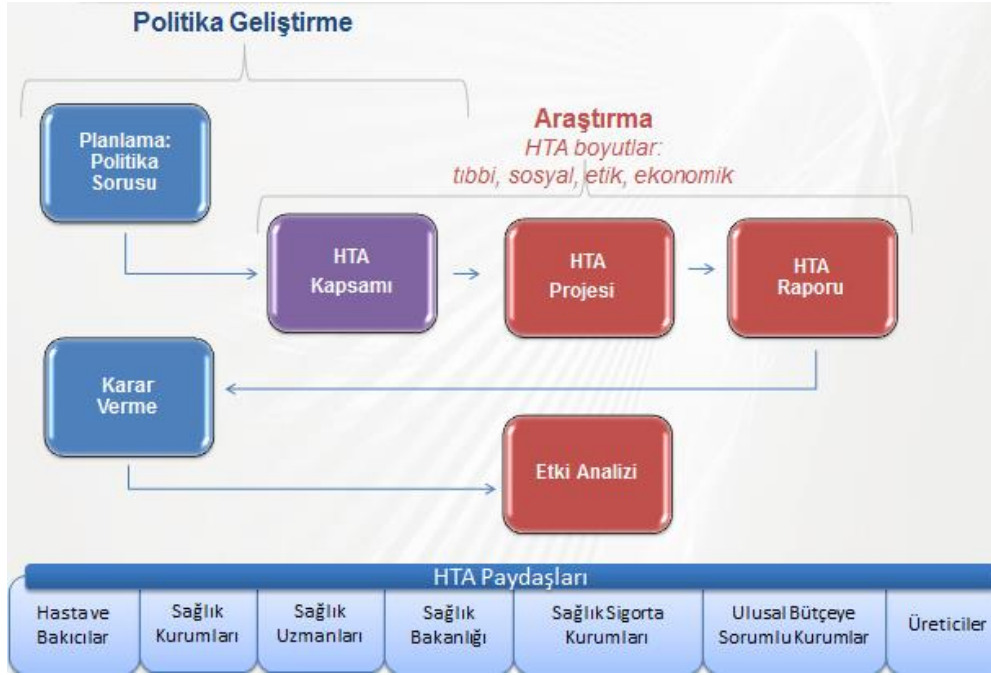 Politika Geliştirme
Planlama:
Politika
Sorusu
Araştırma
HTA boyutlar:
tıbbi, sosyal, etik, ekonomik
HTA
Kapsamı
HTA
Projesi
HTA
Raporu
Karar
Verme
Etki Analizi
HTA Paydaşları
Hasta ve
Bakıcılar
Sağlık
Kurumları
Sağlık
Uzmanları
Sağlık
Bakanlığı
Sağlık Sigorta
Kurumları
Ulusal Bütçeye
Sorumlu Kurumlar
Üreticiler